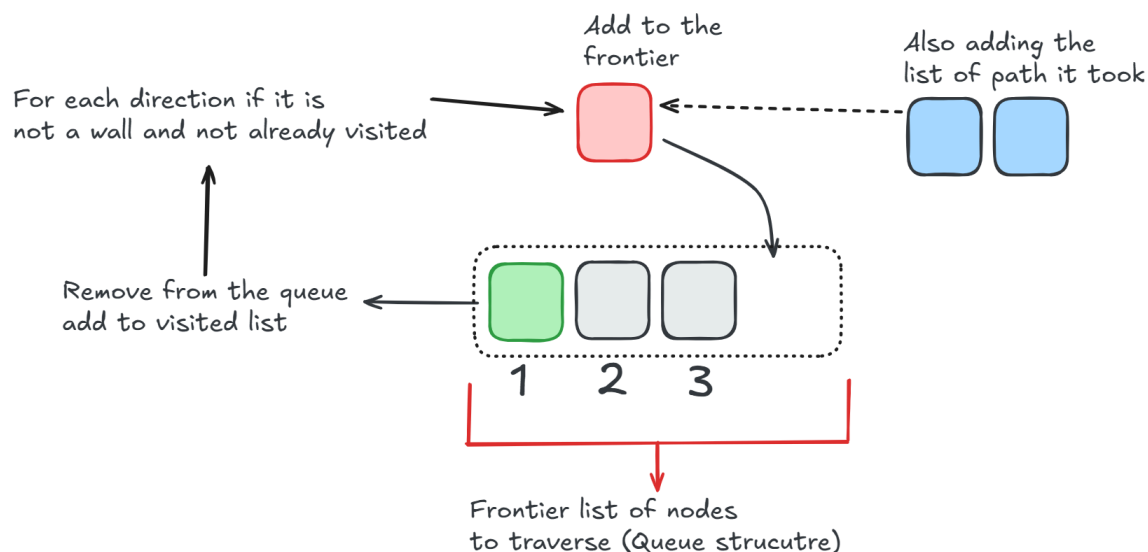 Add to the
frontier
Also adding the
list of path it took
For each direction if it is
not a wall and not already visited
Remove from the queue
add to visited list
1 2 3
Frontier list of nodes
to traverse (Queue strucutre)